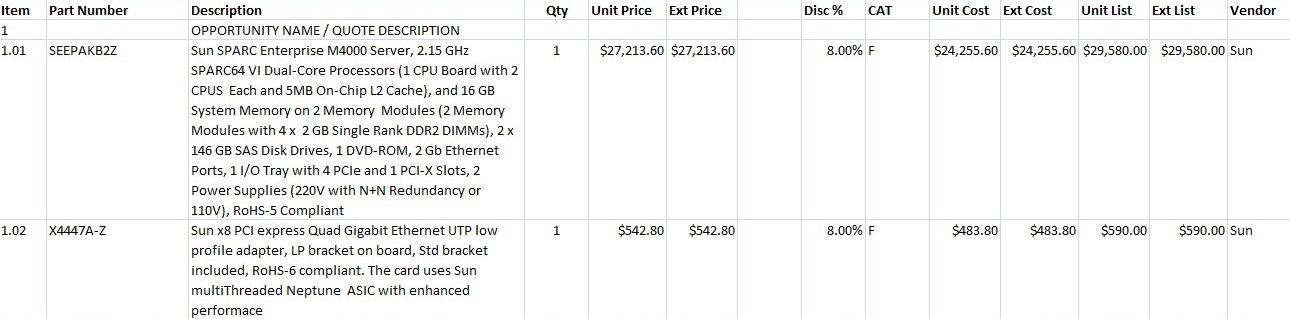 Item Part Number Description Qty Unit Price Ext Price Disc % CAT Unit Cost Ext Cost Unit List Ext List Vendor
1 OPPORTUNITY NAME / QUOTE DESCRIPTION
1.01 SEEPAKB2Z Sun SPARC Enterprise M4000 Server, 2.15 GHz 1 $27,213.60 $27,213.60 8.00% F $24,255.60 $24,255.60 $29,580.00 $29,580.00 Sun
SPARC64 VI Dual-Core Processors (1 CPU Board with 2
CPUS Each and 5MB On-Chip L2 Cache), and 16 GB
System Memory on 2 Memory Modules (2 Memory
Modules with 4 x 2 GB Single Rank DDR2 DIMMs), 2 x
146 GB SAS Disk Drives, 1 DVD-ROM, 2 Gb Ethernet
Ports, 1 I/O Tray with 4 PCIe and 1 PCI-X Slots, 2
Power Supplies (220V with N+N Redundancy or
110V), RoHS-5 Compliant
1.02 X4447A-Z Sun x8 PCI express Quad Gigabit Ethernet UTP low 1 $542.80 $542.80 8.00% F $483.80 $483.80 $590.00 $590.00 Sun
profile adapter, LP bracket on board, Std bracket
included, RoHS-6 compliant. The card uses Sun
multiThreaded Neptune ASIC with enhanced
performace